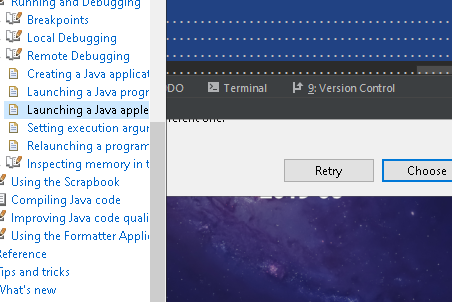 Running and Debugging
Breakpoints
Local Debugging
Remote Debugging
Creating a Java applicat
Launching a Java progr
Launching a Java apple
Setting execution argur
Relaunching a program
Inspecting memory in t
Using the Scrapbook
Compiling Java code
Improving Java code quali
Using the Formatter Applic
Reference
Tips and tricks
What's new
DO Terminal 9: Version Control
ferent one.
Retry Choose